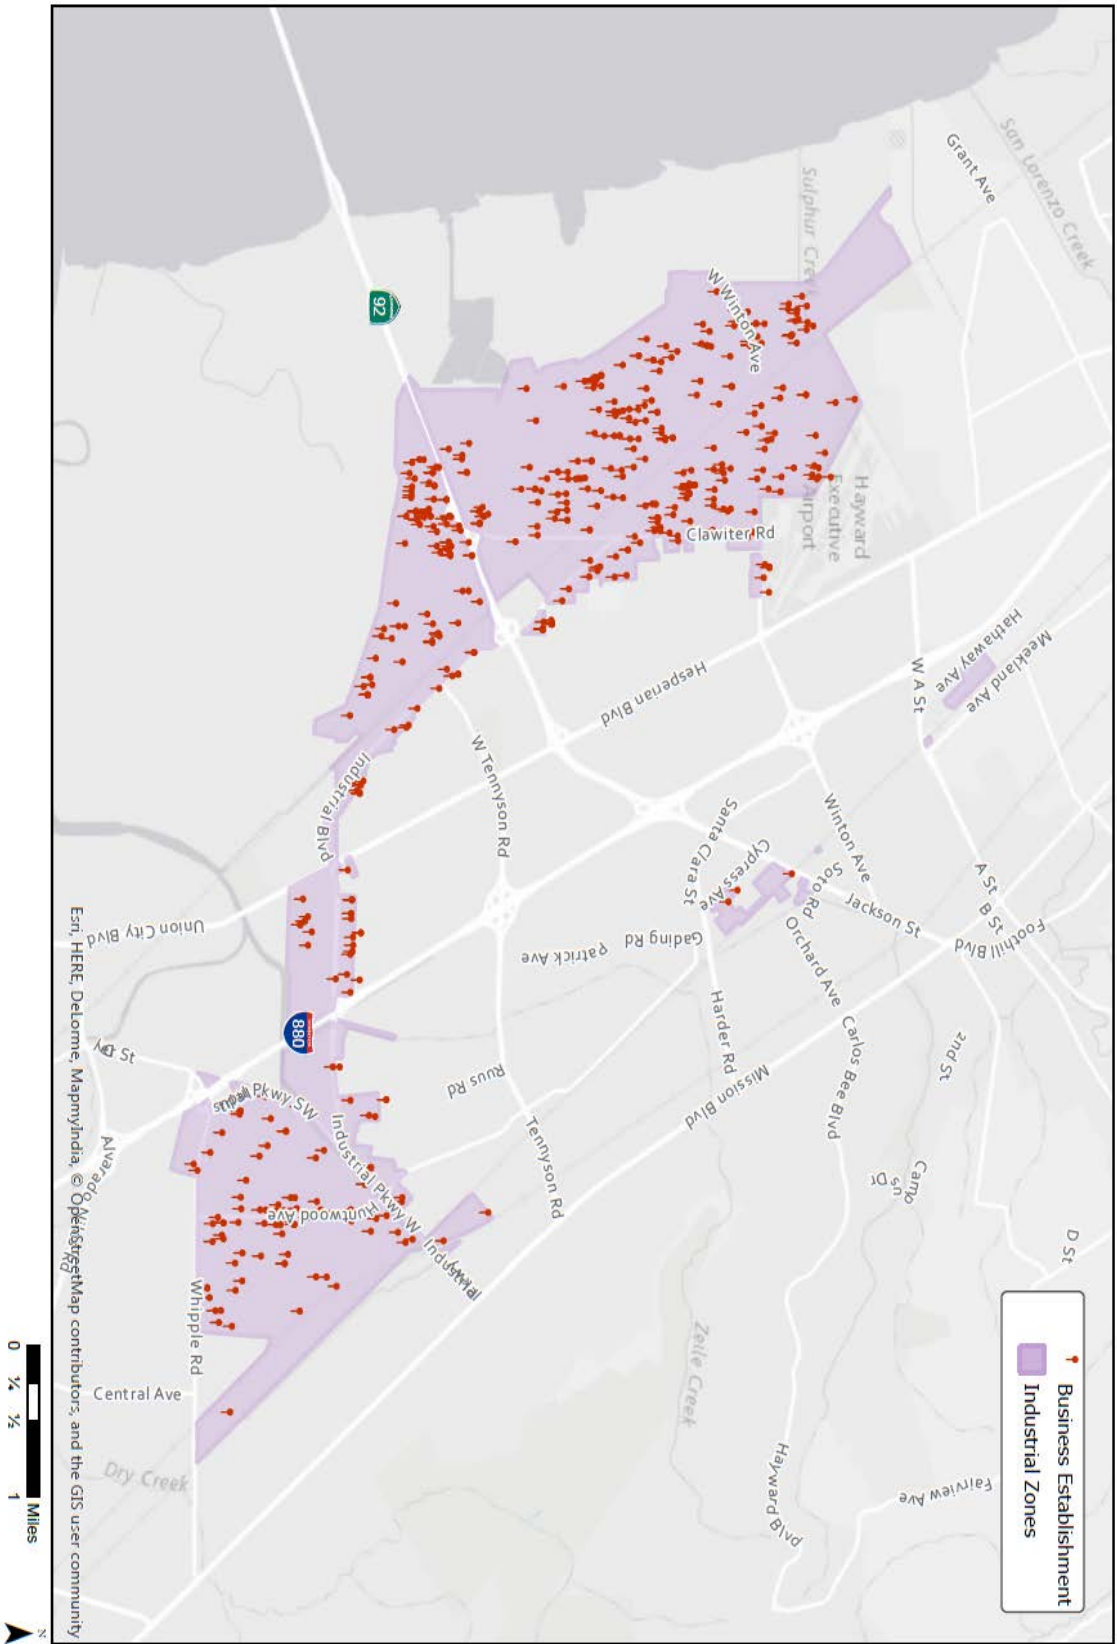 Grant Ave
San Lorenzo Creek
Sulphur Cree
W Winton Ave
92
Hayward
Executive
Airport
Clawiter Rd
Hesperian Blvd
W A St
Hathaway Ave
Meekland Ave
W Tennyson Rd
Industrial Blvd
Santa Clara St
Cypress Ave
Winton Ave
Soto Rd
Jackson St
A St
B St
Foothill Blvd
Orchard Ave
Union City Blvd
Patrick Ave
Gading Rd
Harder Rd
Carlos Bee Blvd
2nd St
Mission Blvd
880
Ruus Rd
Tennyson Rd
Dyer St
Pkwy SW
Industrial Pkwy W
Huntwood Ave
Industrial
Pkwy
Campus Dr
D St
Whipple Rd
Central Ave
Dry Creek
Zeile Creek
Hayward Blvd
Fairview Ave
Business Establishment
Industrial Zones
Esri, HERE, DeLorme, MapmyIndia, © OpenStreetMap contributors, and the GIS user community
0 ¼ ½ 1
Miles
N